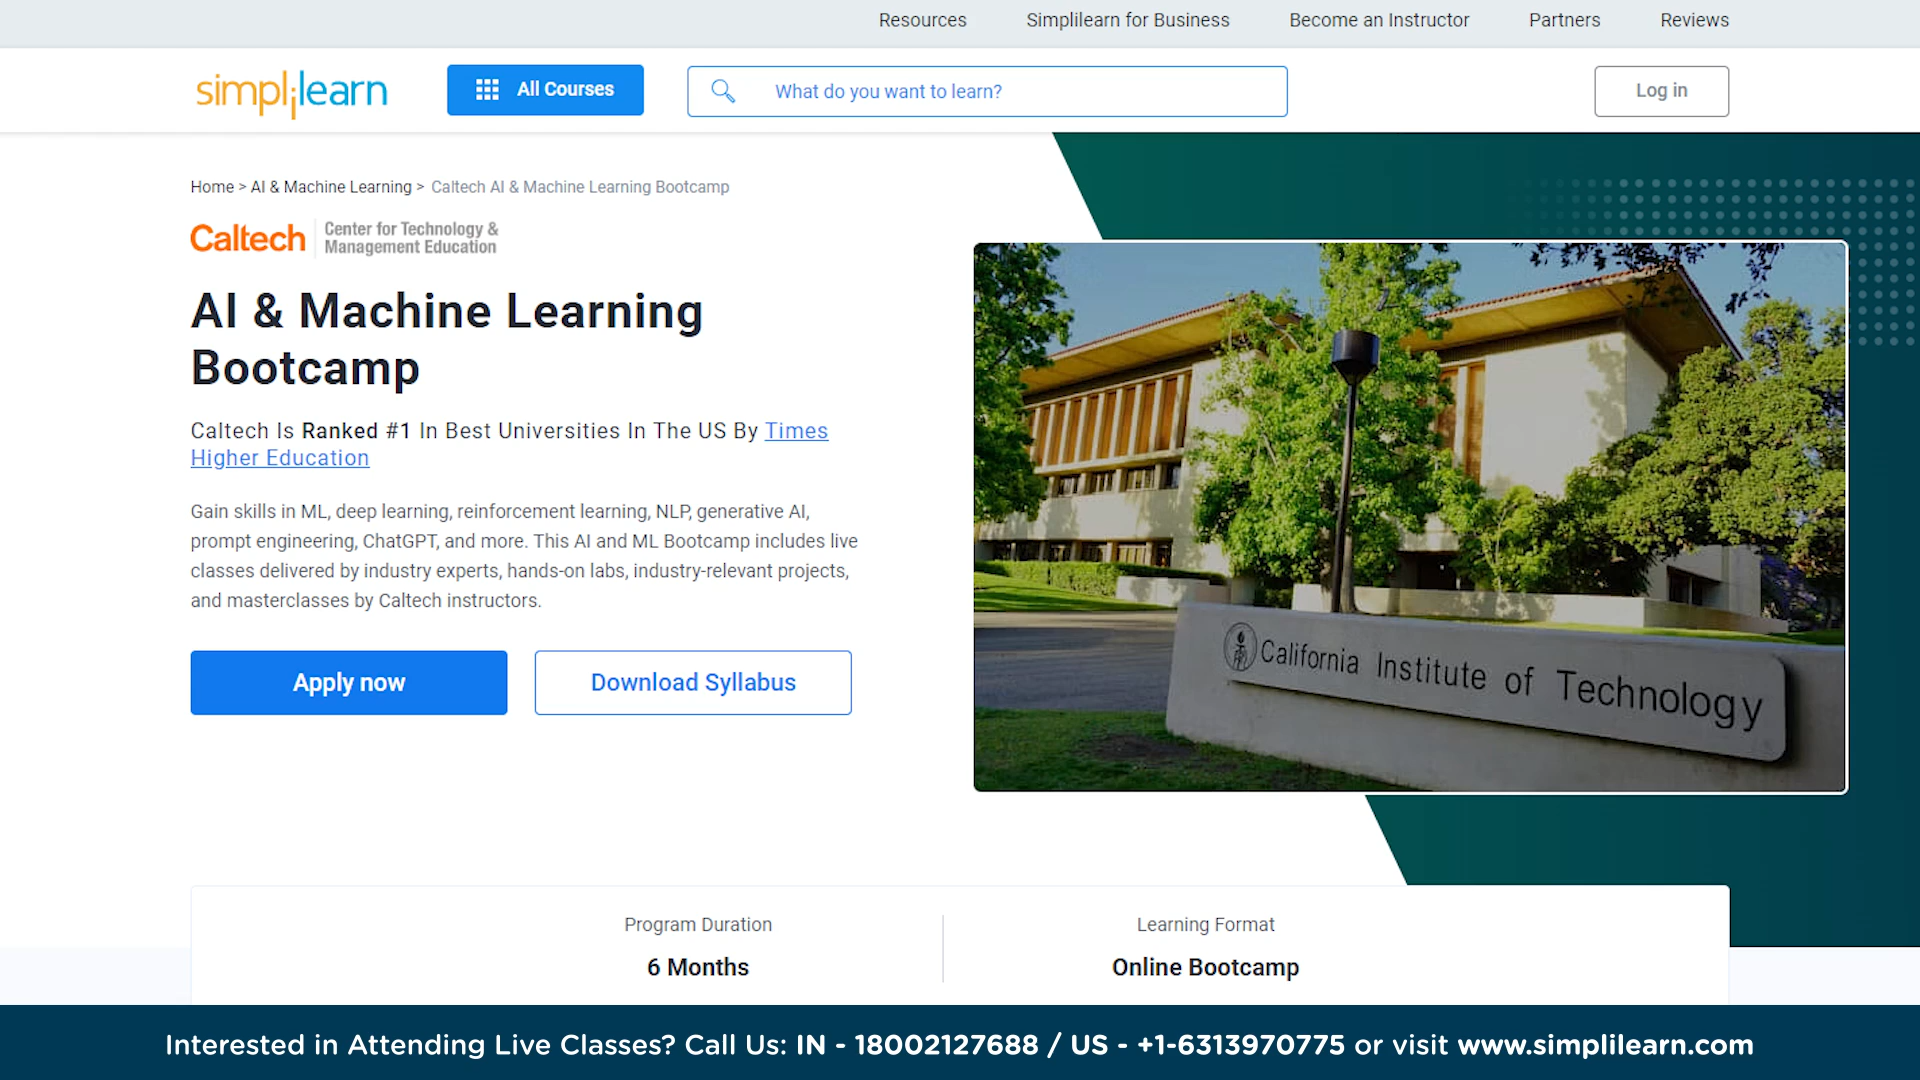 Resources Simplilearn for Business Become an Instructor Partners Reviews
simplilearn All Courses What do you want to learn? Log in
Home > AI & Machine Learning > Caltech AI & Machine Learning Bootcamp
Caltech Center for Technology &
Management Education
AI & Machine Learning
Bootcamp
Caltech Is Ranked #1 In Best Universities In The US By Times
Higher Education
Gain skills in ML, deep learning, reinforcement learning, NLP, generative AI,
prompt engineering, ChatGPT, and more. This AI and ML Bootcamp includes live
classes delivered by industry experts, hands-on labs, industry-relevant projects,
and masterclasses by Caltech instructors.
Apply now Download Syllabus
California Institute of Technology
Program Duration Learning Format
6 Months Online Bootcamp
Interested in Attending Live Classes? Call Us: IN - 18002127688 / US - +1-6313970775 or visit www.simplilearn.com